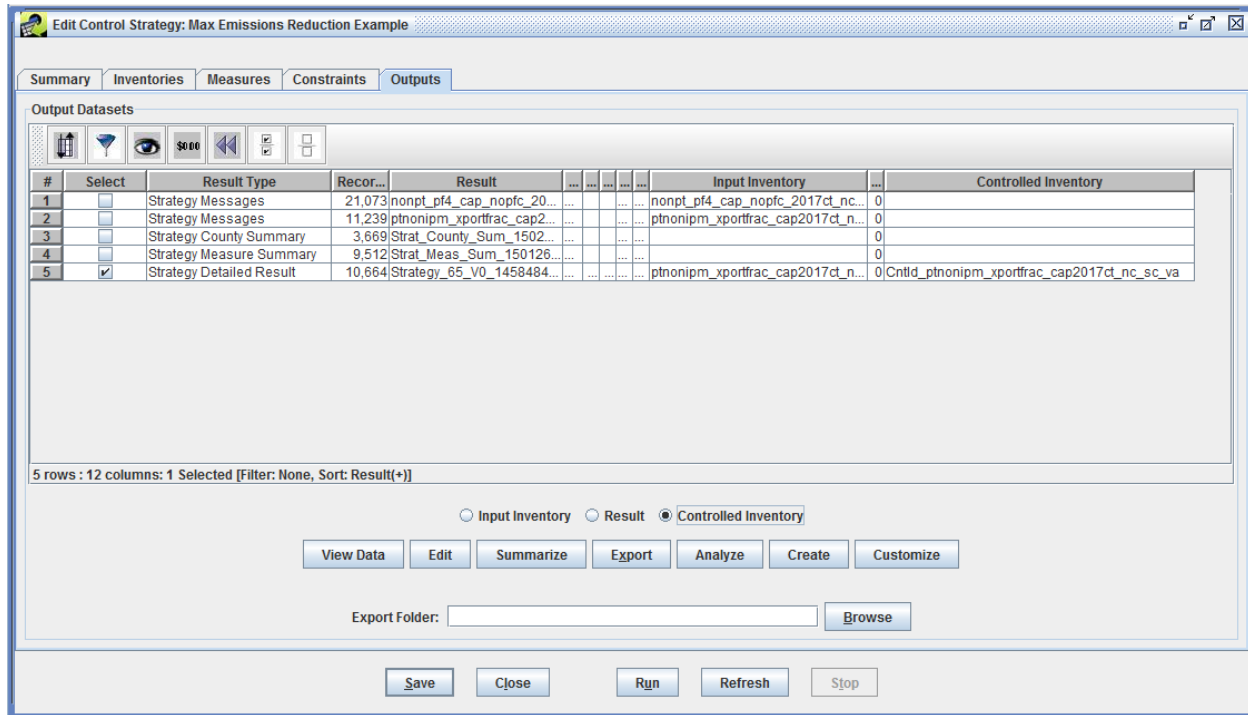 Edit Control Strategy: Max Emissions Reduction Example
Summary Inventories Measures Constraints Outputs
Output Datasets
$0.00
# Select Result Type Recor... Result ... ... ... ... ... Input Inventory ... Controlled Inventory
1 Strategy Messages 21,073 nonpt_pf4_cap_nopfc_20... ... ... ... nonpt_pf4_cap_nopfc_2017ct_nc... 0
2 Strategy Messages 11,239 ptnonipm_xportfrac_cap2... ... ... ... ptnonipm_xportfrac_cap2017ct_n... 0
3 Strategy County Summary 3,669 Strat_County_Sum_1502... ... ... ... 0
4 Strategy Measure Summary 9,512 Strat_Meas_Sum_150126... ... ... ... 0
5 Strategy Detailed Result 10,664 Strategy_65_V0_1458484... ... ... ... ... ... ptnonipm_xportfrac_cap2017ct_n... 0 Cntld_ptnonipm_xportfrac_cap2017ct_nc_sc_va
5 rows : 12 columns: 1 Selected [Filter: None, Sort: Result(+)]
Input Inventory Result Controlled Inventory
View Data Edit Summarize Export Analyze Create Customize
Export Folder: Browse
Save Close Run Refresh Stop